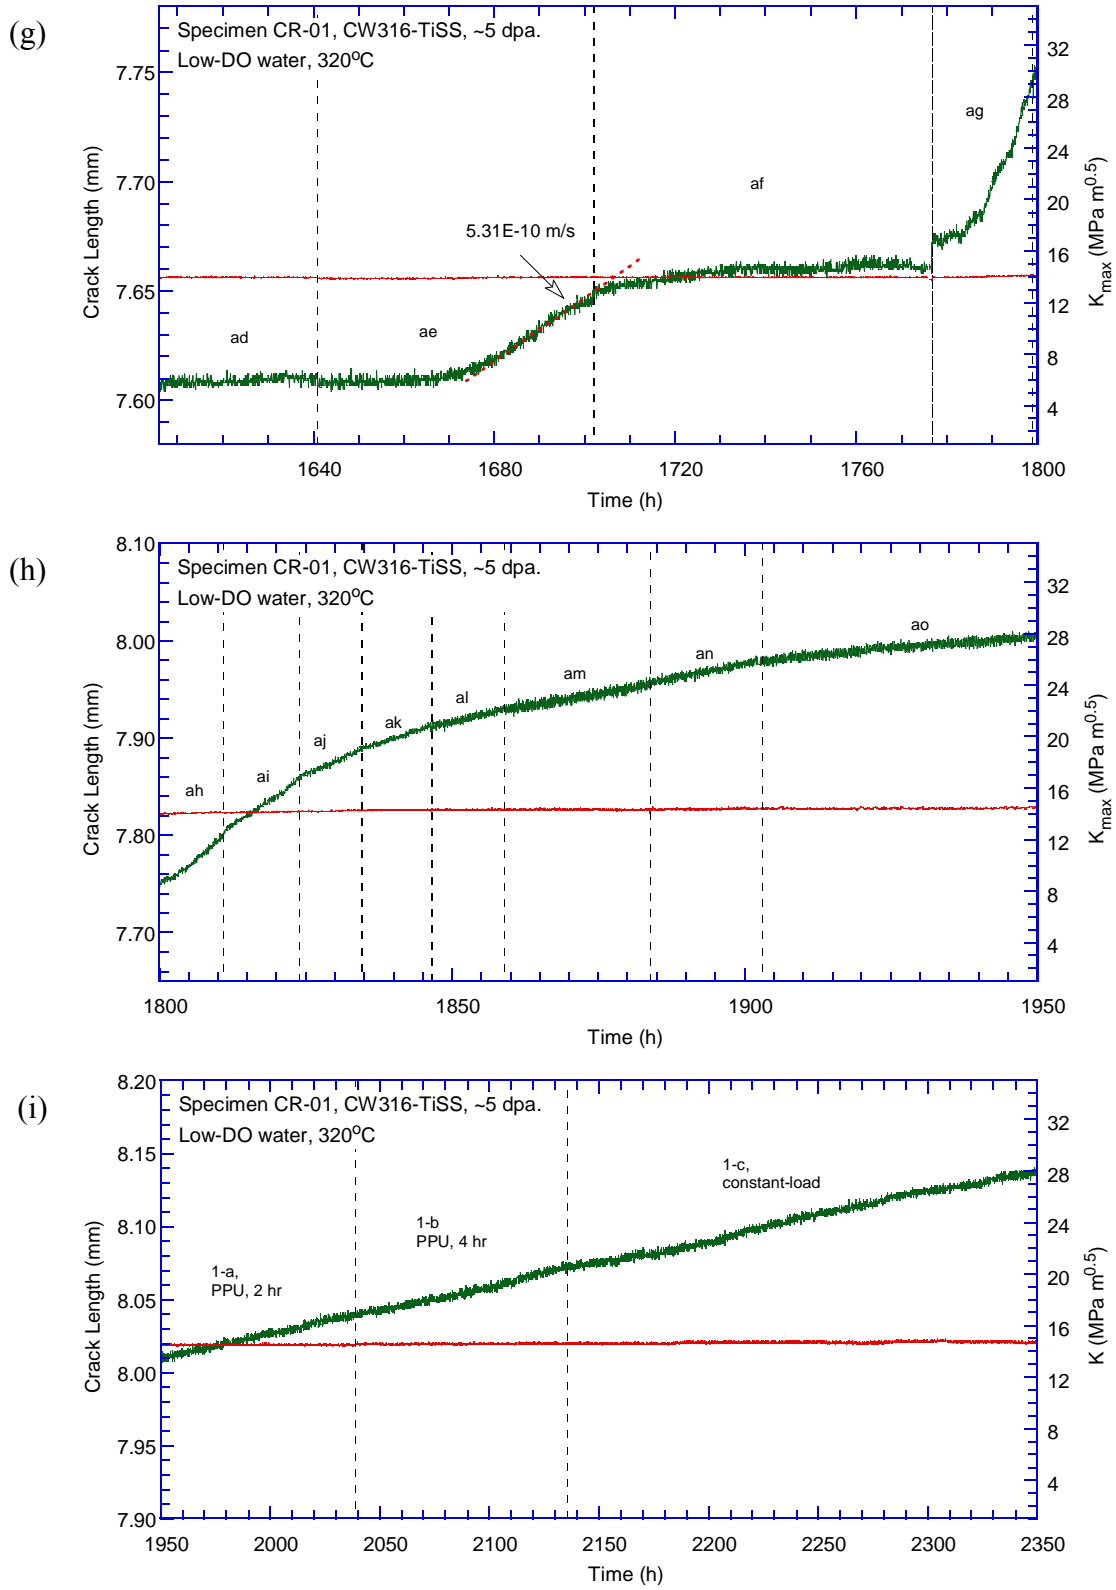 (g)
Specimen CR-01, CW316-TiSS, ~5 dpa.
Low-DO water, 320°C
Crack Length (mm)
7.75
7.70
7.65
7.60
ad
ae
5.31E-10 m/s
af
ag
32
28
24
20
16
12
8
4
Kmax (MPa m0.5)
1640
1680
1720
1760
1800
Time (h)
(h)
Specimen CR-01, CW316-TiSS, ~5 dpa.
Low-DO water, 320°C
Crack Length (mm)
8.10
8.00
7.90
7.80
7.70
ah
ai
aj
ak
al
am
an
ao
32
28
24
20
16
12
8
4
Kmax (MPa m0.5)
1800
1850
1900
1950
Time (h)
(i)
Specimen CR-01, CW316-TiSS, ~5 dpa.
Low-DO water, 320°C
Crack Length (mm)
8.20
8.15
8.10
8.05
8.00
7.95
7.90
1-a,
PPU, 2 hr
1-b
PPU, 4 hr
1-c,
constant-load
32
28
24
20
16
12
8
4
K (MPa m0.5)
1950
2000
2050
2100
2150
2200
2250
2300
2350
Time (h)